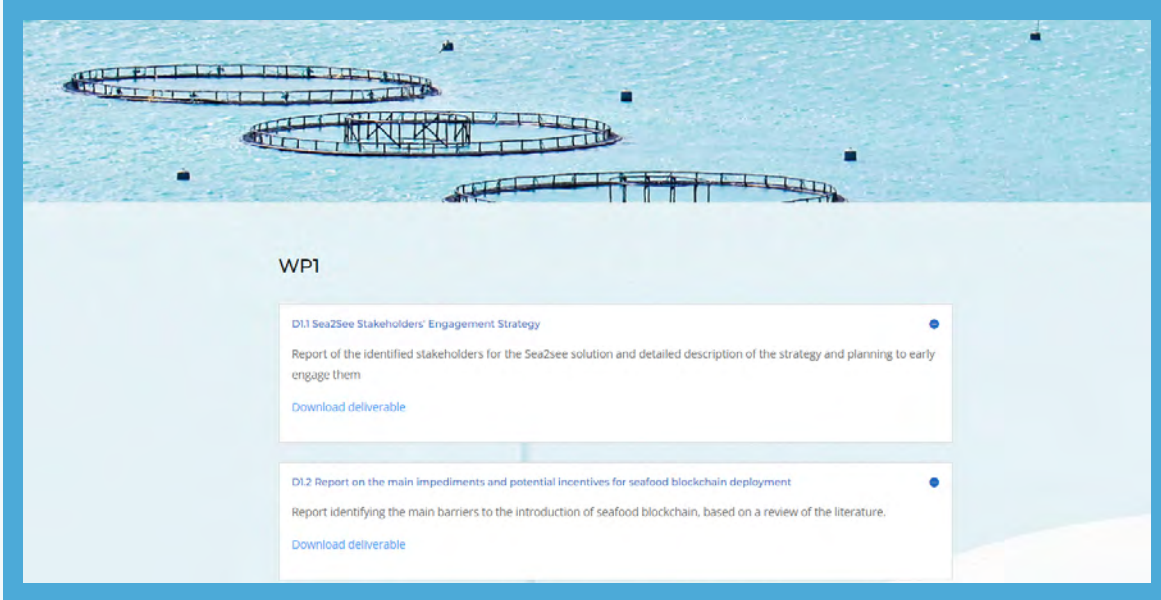 WP1
D1.1 Sea2See Stakeholders' Engagement Strategy
Report of the identified stakeholders for the Sea2see solution and detailed description of the strategy and planning to early
engage them
Download deliverable
D1.2 Report on the main impediments and potential incentives for seafood blockchain deployment
Report identifying the main barriers to the introduction of seafood blockchain, based on a review of the literature.
Download deliverable